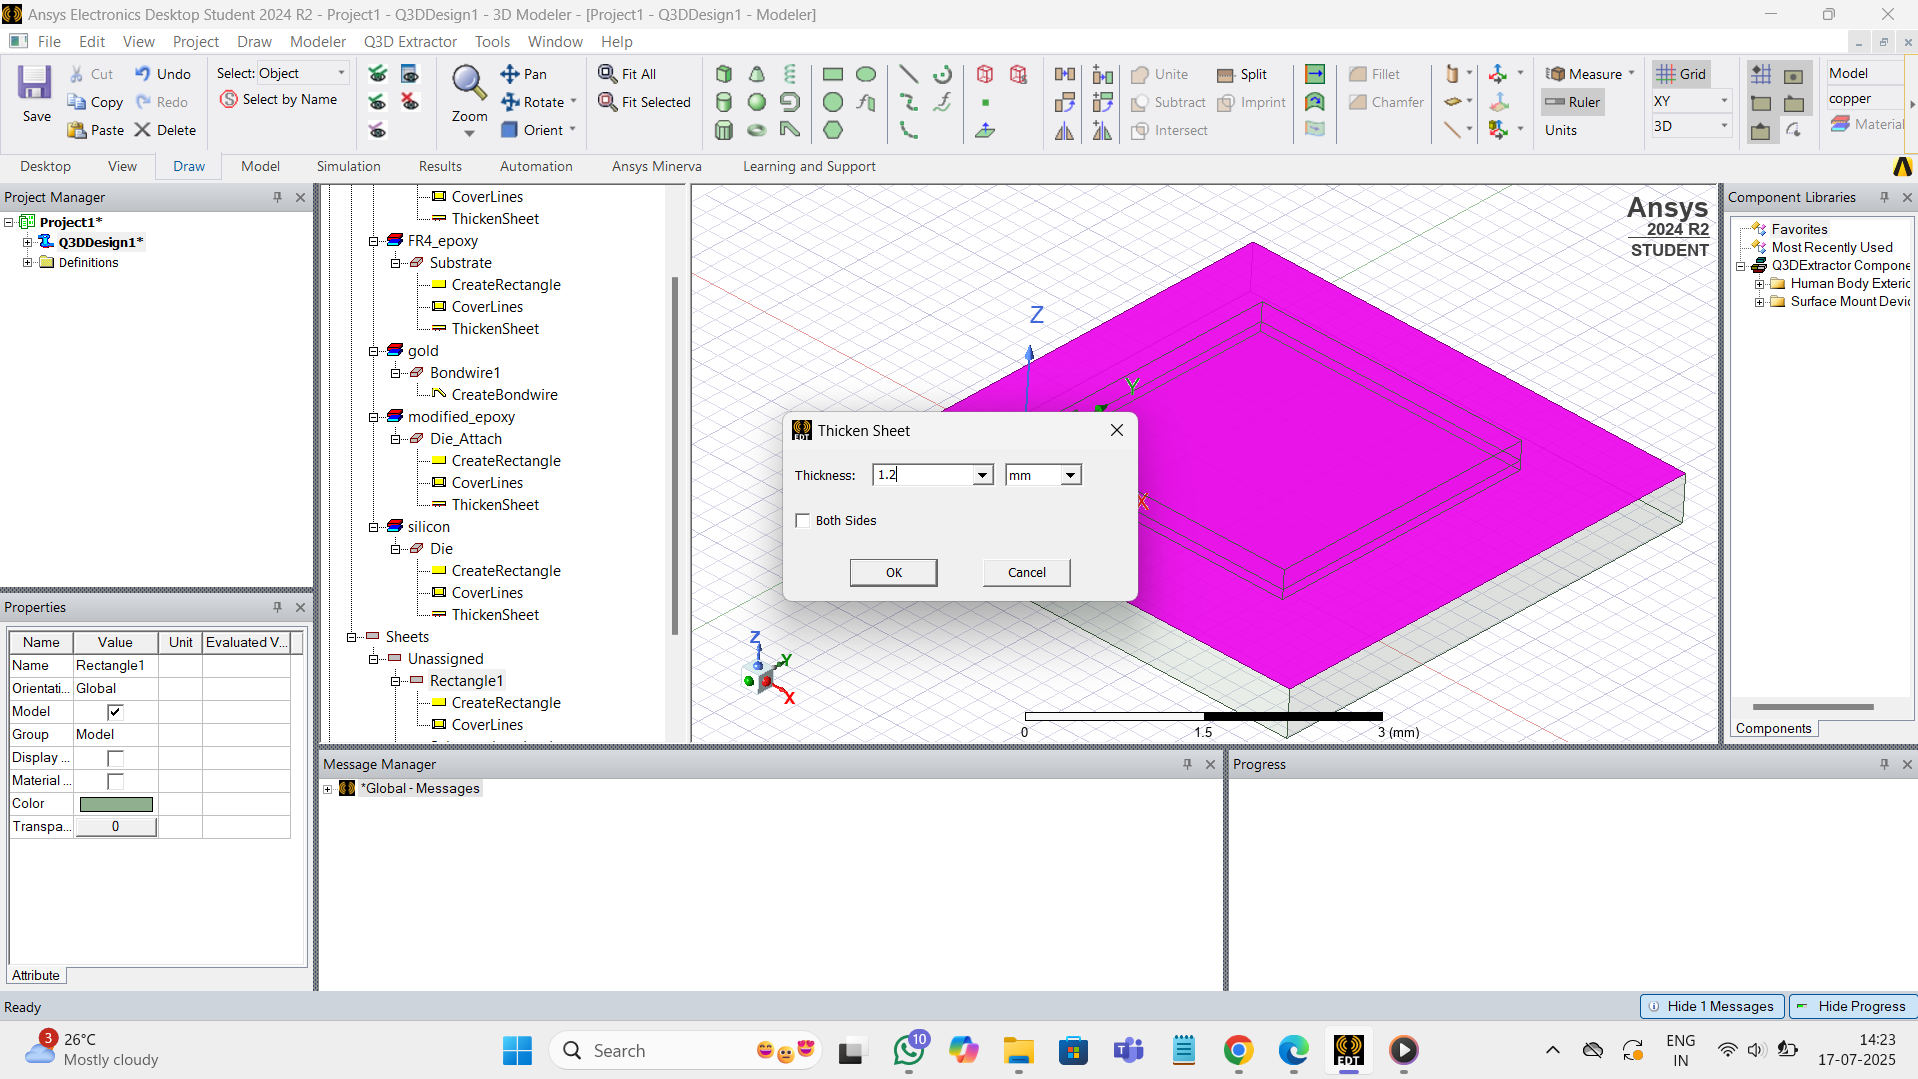 Ansys Electronics Desktop Student 2024 R2 - Project1 - Q3DDesign1 - 3D Modeler - [Project1 - Q3DDesign1 - Modeler]
File Edit View Project Draw Modeler Q3D Extractor Tools Window Help
Save
Cut
Copy
Paste
Undo
Redo
Delete
Select: Object
Select by Name
Zoom
Pan
Rotate
Orient
Fit All
Fit Selected
Unite
Subtract
Intersect
Split
Imprint
Fillet
Chamfer
Measure
Ruler
Units
Grid
XY
3D
Model
copper
Material
Desktop View Draw Model Simulation Results Automation Ansys Minerva Learning and Support
Project Manager
Project1*
Q3DDesign1*
Definitions
CoverLines
ThickenSheet
FR4_epoxy
Substrate
CreateRectangle
CoverLines
ThickenSheet
gold
Bondwire1
CreateBondwire
modified_epoxy
Die_Attach
CreateRectangle
CoverLines
ThickenSheet
silicon
Die
CreateRectangle
CoverLines
ThickenSheet
Sheets
Unassigned
Rectangle1
CreateRectangle
CoverLines
Ansys
2024 R2
STUDENT
Z
Y
X
Z
Y
X
0 1.5 3 (mm)
EDT Thicken Sheet
Thickness: 1.2 mm
Both Sides
OK Cancel
Component Libraries
Favorites
Most Recently Used
Q3DExtractor Compone
Human Body Exteric
Surface Mount Devic
Components
Properties
Name Value Unit Evaluated V...
Name Rectangle1
Orientati... Global
Model
Group Model
Display ...
Material ...
Color
Transpa... 0
Attribute
Message Manager
*Global - Messages
Progress
Ready
Hide 1 Messages Hide Progress
3
26°C
Mostly cloudy
Search
10
EDT
ENG
IN
14:23
17-07-2025